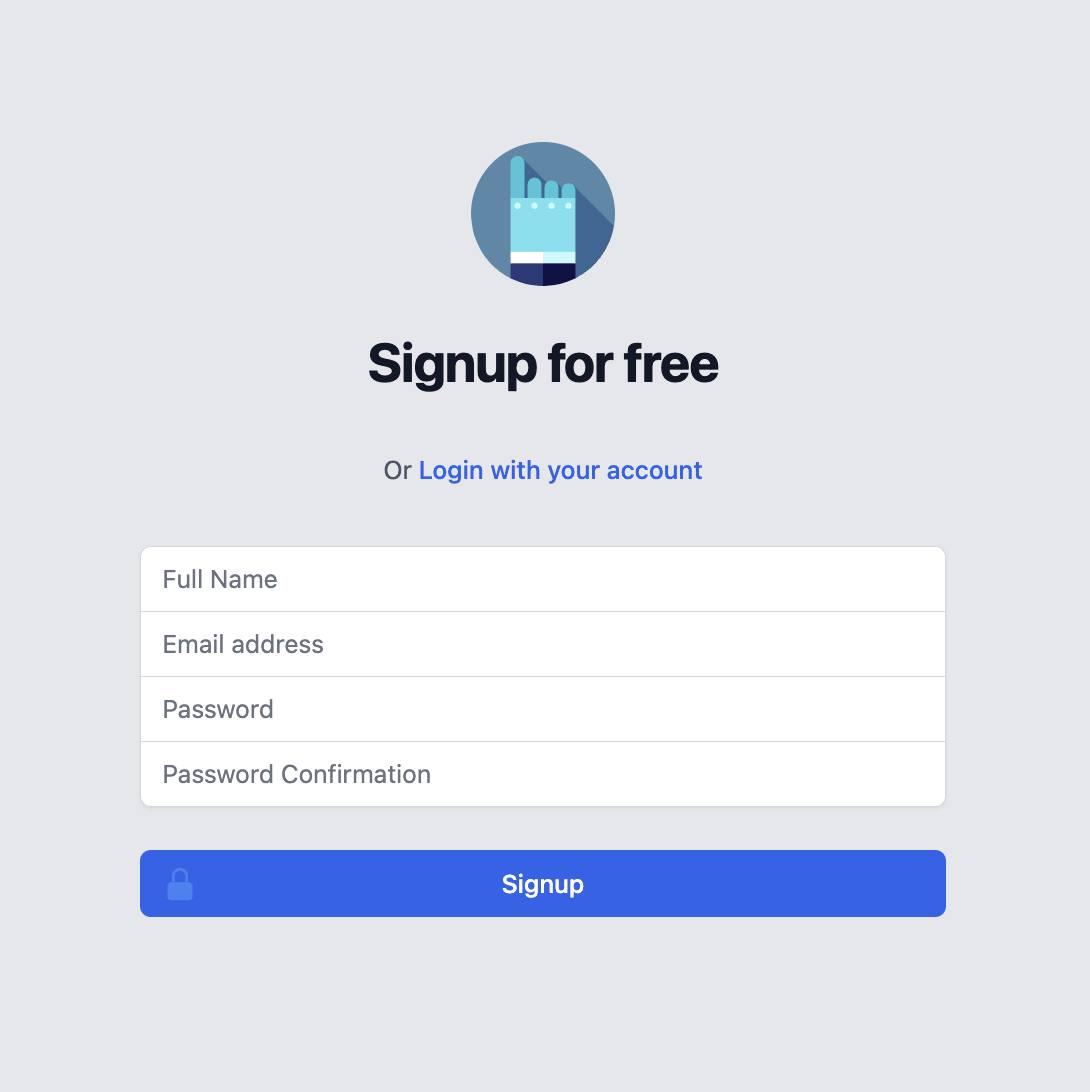 Signup for free
Or Login with your account
Full Name
Email address
Password
Password Confirmation
Signup